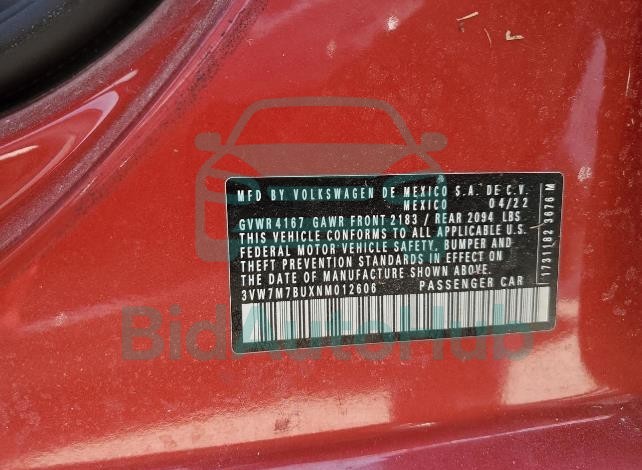 MFD BY VOLKSWAGEN DE MEXICO S.A. DE C.V.
MEXICO 04/22
GVWR 4167 GAWR FRONT 2183 / REAR 2094 LBS
THIS VEHICLE CONFORMS TO ALL APPLICABLE U.S.
FEDERAL MOTOR VEHICLE SAFETY, BUMPER AND
THEFT PREVENTION STANDARDS IN EFFECT ON
THE DATE OF MANUFACTURE SHOWN ABOVE.
3VW7M7BUXNM012606 PASSENGER CAR
11731182 3676 M
BidAutoHub